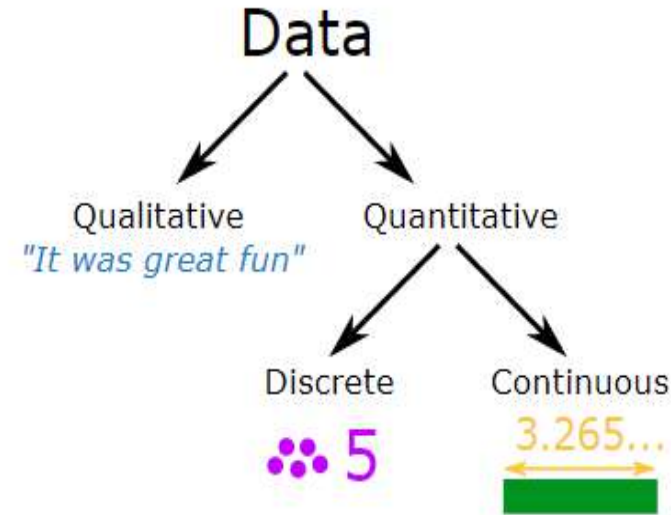 Data
Qualitative Quantitative
"It was great fun"
Discrete Continuous
5 3.265...